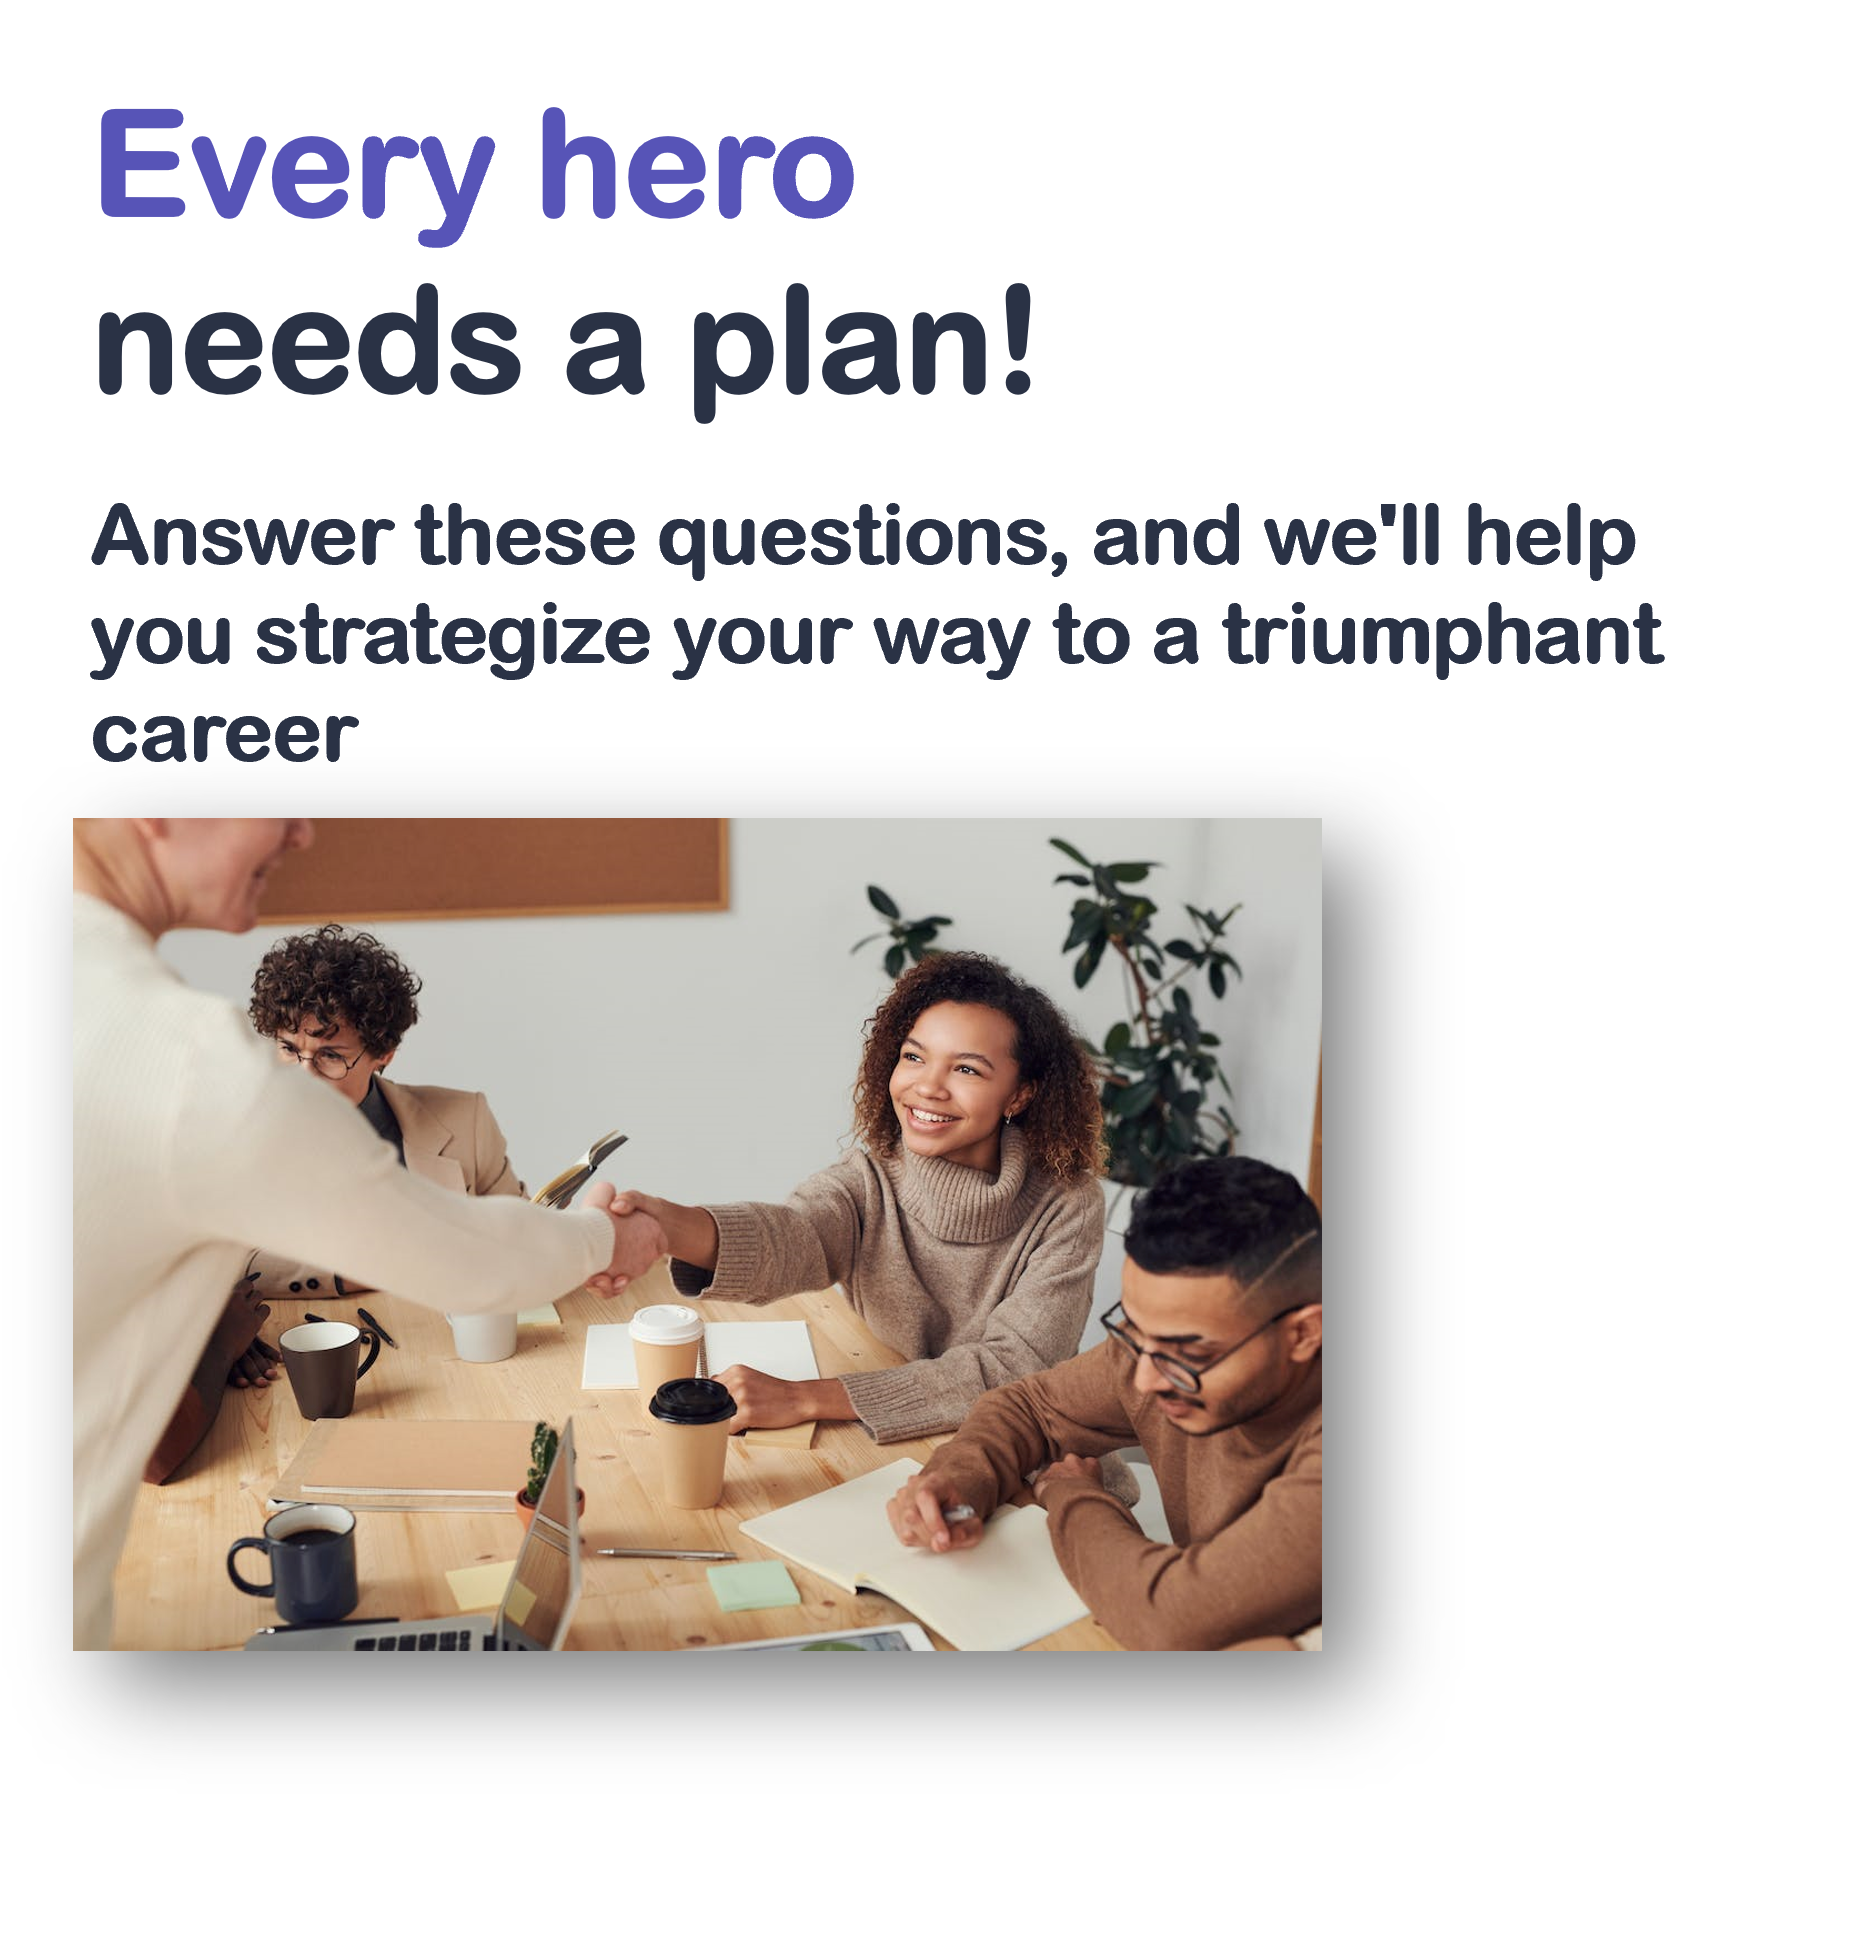 Every hero
needs a plan!
Answer these questions, and we'll help
you strategize your way to a triumphant
career